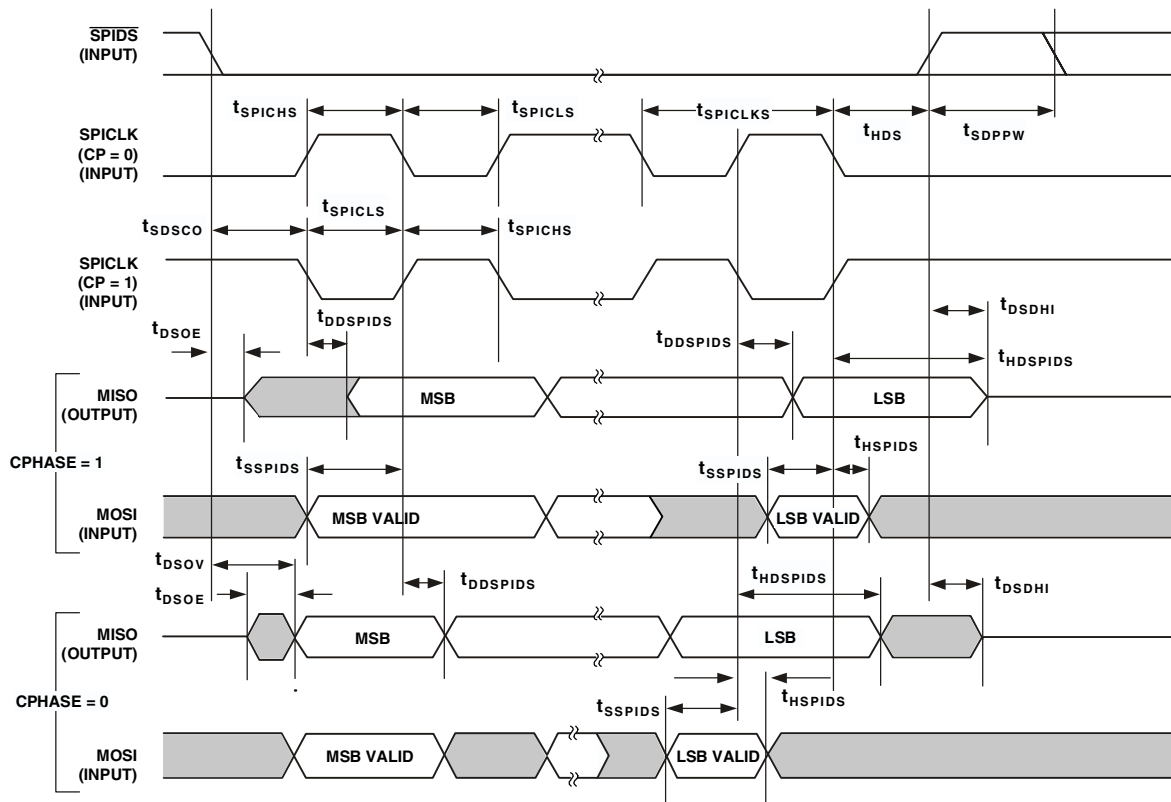 SPIDS
(INPUT)
tSPICHS
tSPICLS
tSPICLKS
tHDS
tSDPPW
SPICLK
(CP = 0)
(INPUT)
tSDSCO
tSPICLS
tSPICHS
SPICLK
(CP = 1)
(INPUT)
tDSOE
tDDSPIDS
tDDSPIDS
tDSDHI
tHDSPIDS
MISO
(OUTPUT)
MSB
LSB
CPHASE = 1
tSSPIDS
tSSPIDS
tHSPIDS
MOSI
(INPUT)
MSB VALID
LSB VALID
tDSOV
tDSOE
tDDSPIDS
tHDSPIDS
tDSDHI
MISO
(OUTPUT)
MSB
LSB
CPHASE = 0
tSSPIDS
tHSPIDS
MOSI
(INPUT)
MSB VALID
LSB VALID